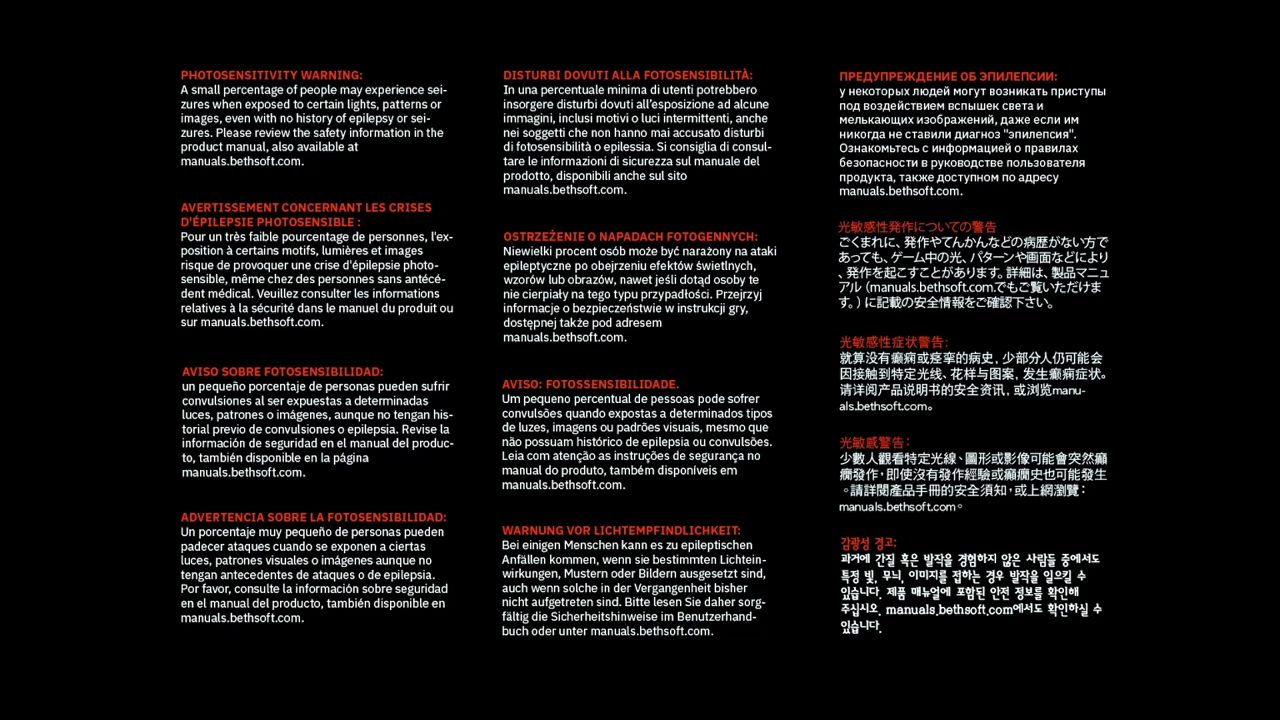 PHOTOSENSITIVITY WARNING:
A small percentage of people may experience sei-
zures when exposed to certain lights, patterns or
images, even with no history of epilepsy or sei-
zures. Please review the safety information in the
product manual, also available at
manuals.bethsoft.com.
AVERTISSEMENT CONCERNANT LES CRISES
D'ÉPILEPSIE PHOTOSENSIBLE :
Pour un très faible pourcentage de personnes, l'ex-
position à certains motifs, lumières et images
risque de provoquer une crise d'épilepsie photo-
sensible, même chez des personnes sans antécé-
dent médical. Veuillez consulter les informations
relatives à la sécurité dans le manuel du produit ou
sur manuals.bethsoft.com.
AVISO SOBRE FOTOSENSIBILIDAD:
un pequeño porcentaje de personas pueden sufrir
convulsiones al ser expuestas a determinadas
luces, patrones o imágenes, aunque no tengan his-
torial previo de convulsiones o epilepsia. Revise la
información de seguridad en el manual del produc-
to, también disponible en la página
manuals.bethsoft.com.
ADVERTENCIA SOBRE LA FOTOSENSIBILIDAD:
Un porcentaje muy pequeño de personas pueden
padecer ataques cuando se exponen a ciertas
luces, patrones visuales o imágenes aunque no
tengan antecedentes de ataques o de epilepsia.
Por favor, consulte la información sobre seguridad
en el manual del producto, también disponible en
manuals.bethsoft.com.
DISTURBI DOVUTI ALLA FOTOSENSIBILITÀ:
In una percentuale minima di utenti potrebbero
insorgere disturbi dovuti all’esposizione ad alcune
immagini, inclusi motivi o luci intermittenti, anche
nei soggetti che non hanno mai accusato disturbi
di fotosensibilità o epilessia. Si consiglia di consul-
tare le informazioni di sicurezza sul manuale del
prodotto, disponibili anche sul sito
manuals.bethsoft.com.
OSTRZEŻENIE O NAPADACH FOTOGENNYCH:
Niewielki procent osób może być narażony na ataki
epileptyczne po obejrzeniu efektów świetlnych,
wzorów lub obrazów, nawet jeśli dotąd osoby te
nie cierpiały na tego typu przypadłości. Przejrzyj
informacje o bezpieczeństwie w instrukcji gry,
dostępnej także pod adresem
manuals.bethsoft.com.
AVISO: FOTOSSENSIBILIDADE.
Um pequeno percentual de pessoas pode sofrer
convulsões quando expostas a determinados tipos
de luzes, imagens ou padrões visuais, mesmo que
não possuam histórico de epilepsia ou convulsões.
Leia com atenção as instruções de segurança no
manual do produto, também disponíveis em
manuals.bethsoft.com.
WARNUNG VOR LICHTEMPFINDLICHKEIT:
Bei einigen Menschen kann es zu epileptischen
Anfällen kommen, wenn sie bestimmten Lichtein-
wirkungen, Mustern oder Bildern ausgesetzt sind,
auch wenn solche in der Vergangenheit bisher
nicht aufgetreten sind. Bitte lesen Sie daher sorg-
fältig die Sicherheitshinweise im Benutzerhand-
buch oder unter manuals.bethsoft.com.
ПРЕДУПРЕЖДЕНИЕ ОБ ЭПИЛЕПСИИ:
у некоторых людей могут возникать приступы
под воздействием вспышек света и
мелькающих изображений, даже если им
никогда не ставили диагноз "эпилепсия".
Ознакомьтесь с информацией о правилах
безопасности в руководстве пользователя
продукта, также доступном по адресу
manuals.bethsoft.com.
光敏感性発作についての警告
ごくまれに、発作やてんかんなどの病歴がない方で
あっても、ゲーム中の光、パターンや画面などにより
、発作を起こすことがあります。詳細は、製品マニュ
アル (manuals.bethsoft.comでもご覧いただけま
す。) に記載の安全情報をご確認下さい。
光敏感性症状警告:
就算没有癫痫或痉挛的病史，少部分人仍可能会
因接触到特定光线、花样与图案，发生癫痫症状。
请详阅产品说明书的安全资讯，或浏览manu-
als.bethsoft.com。
光敏感警告：
少數人觀看特定光線、圖形或影像可能會突然癲
癇發作，即使沒有發作經驗或癲癇史也可能發生
。請詳閱產品手冊的安全須知，或上網瀏覽：
manuals.bethsoft.com。
감광성 경고:
과거에 간질 혹은 발작을 경험하지 않은 사람들 중에서도
특정 빛, 무늬, 이미지를 접하는 경우 발작을 일으킬 수
있습니다. 제품 매뉴얼에 포함된 안전 정보를 확인해
주십시오. manuals.bethsoft.com에서도 확인하실 수
있습니다.